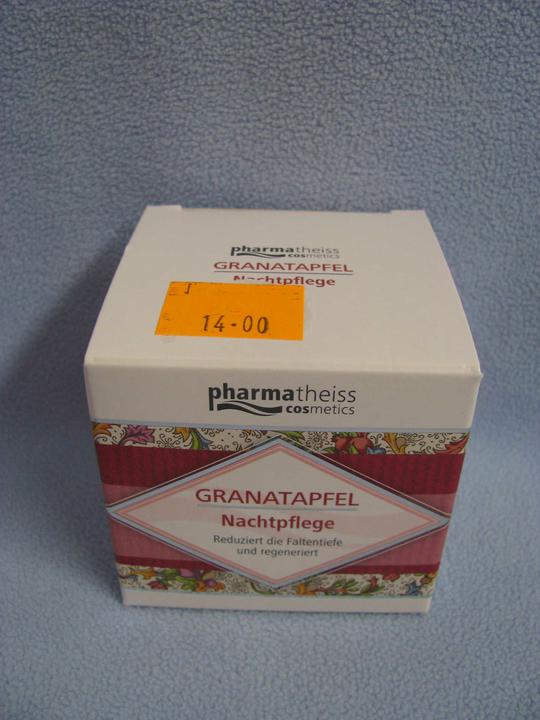 pharmatheiss
cosmetics
GRANATAPFEL
Nachtpflege
14-00
pharmatheiss
cosmetics
GRANATAPFEL
Nachtpflege
Reduziert die Faltentiefe
und regeneriert